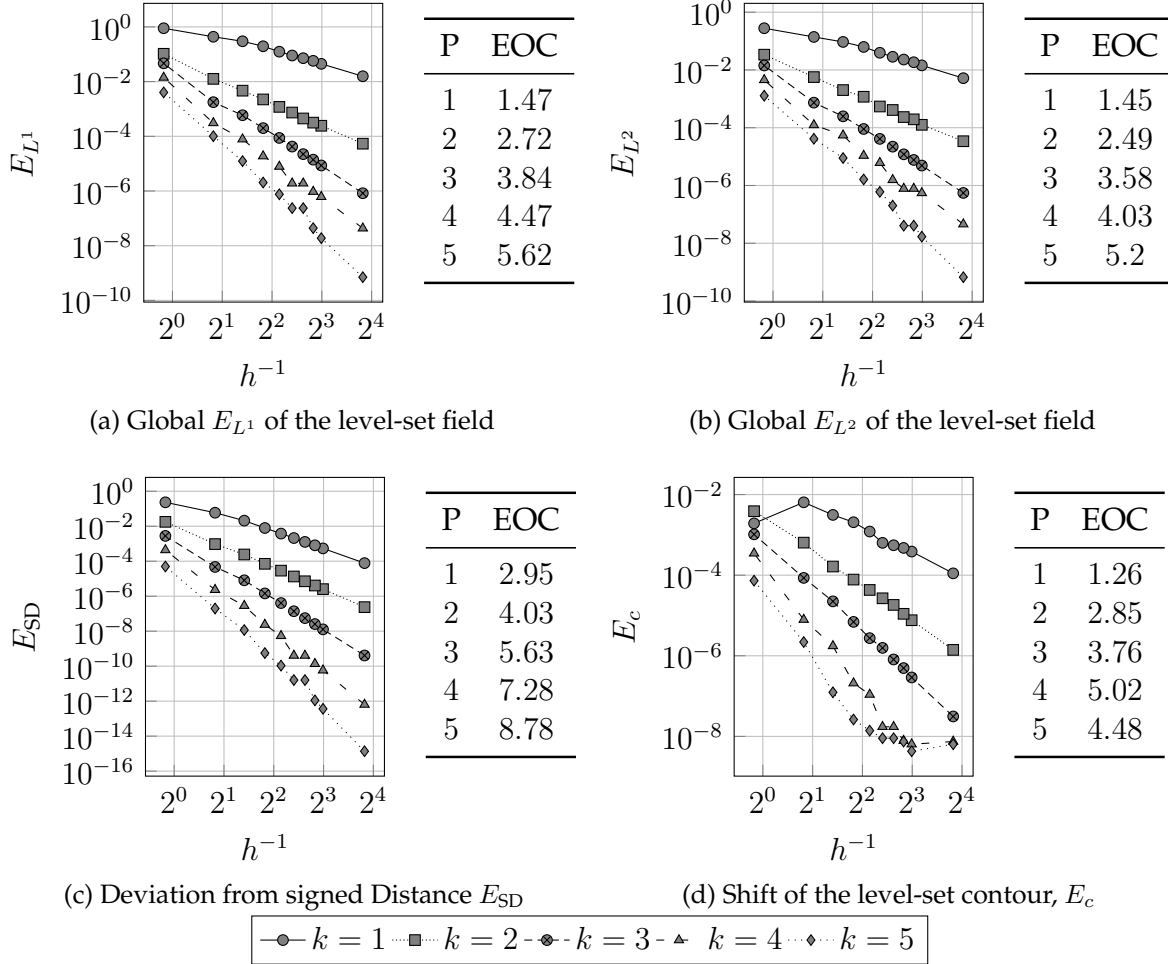 10^0
10^{-2}
10^{-4}
10^{-6}
10^{-8}
10^{-10}
E_{L^1}
2^0 2^1 2^2 2^3 2^4
h^{-1}
P EOC
1 1.47
2 2.72
3 3.84
4 4.47
5 5.62
(a) Global E_{L^1} of the level-set field
10^0
10^{-2}
10^{-4}
10^{-6}
10^{-8}
10^{-10}
E_{L^2}
2^0 2^1 2^2 2^3 2^4
h^{-1}
P EOC
1 1.45
2 2.49
3 3.58
4 4.03
5 5.2
(b) Global E_{L^2} of the level-set field
10^0
10^{-2}
10^{-4}
10^{-6}
10^{-8}
10^{-10}
10^{-12}
10^{-14}
10^{-16}
E_{SD}
2^0 2^1 2^2 2^3 2^4
h^{-1}
P EOC
1 2.95
2 4.03
3 5.63
4 7.28
5 8.78
(c) Deviation from signed Distance E_{SD}
10^{-2}
10^{-4}
10^{-6}
10^{-8}
E_c
2^0 2^1 2^2 2^3 2^4
h^{-1}
P EOC
1 1.26
2 2.85
3 3.76
4 5.02
5 4.48
(d) Shift of the level-set contour, E_c
k = 1 k = 2 k = 3 k = 4 k = 5